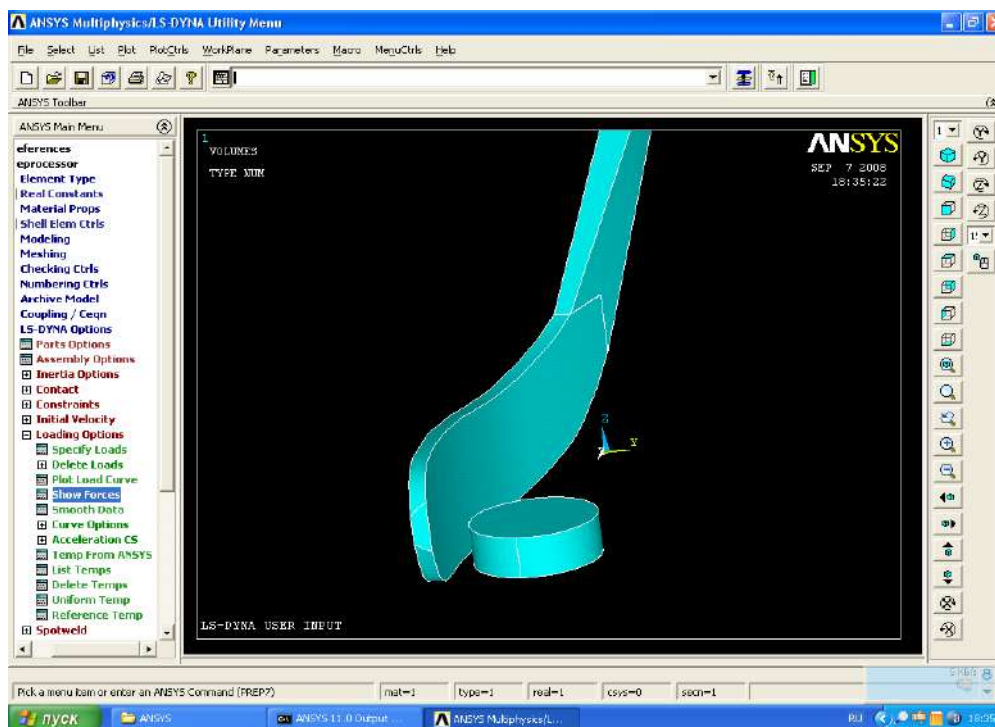 ANSYS Multiphysics/LS-DYNA Utility Menu
File Select List Plot PlotCtrls WorkPlane Parameters Macro MenuCtrls Help
ANSYS Toolbar
ANSYS Main Menu
eferences
eprocessor
Element Type
Real Constants
Material Props
Shell Elem Ctrls
Modeling
Meshing
Checking Ctrls
Numbering Ctrls
Archive Model
Coupling / Ceqn
LS-DYNA Options
Parts Options
Assembly Options
Inertia Options
Contact
Constraints
Initial Velocity
Loading Options
Specify Loads
Delete Loads
Plot Load Curve
Show Forces
Smooth Data
Curve Options
Acceleration CS
Temp From ANSYS
List Temps
Delete Temps
Uniform Temp
Reference Temp
Spotweld
1
VOLUMES
TYPE NUM
ANSYS
SEP 7 2008
18:35:22
Z
Y
LS-DYNA USER INPUT
1
Pick a menu item or enter an ANSYS Command (PREP7)
mat=1
type=1
real=1
csys=0
secn=1
пуск
ANSYS
ANSYS 11.0 Output ...
ANSYS Multiphysics/L...
RU